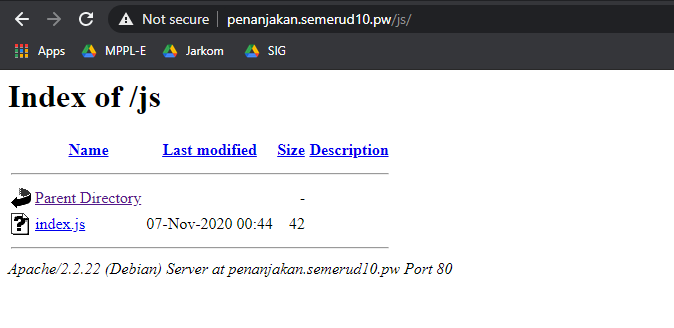 Not secure | penanjakan.semerud10.pw/js/
Apps MPPL-E Jarkom SIG
Index of /js
Name Last modified Size Description
Parent Directory -
index.js 07-Nov-2020 00:44 42
Apache/2.2.22 (Debian) Server at penanjakan.semerud10.pw Port 80